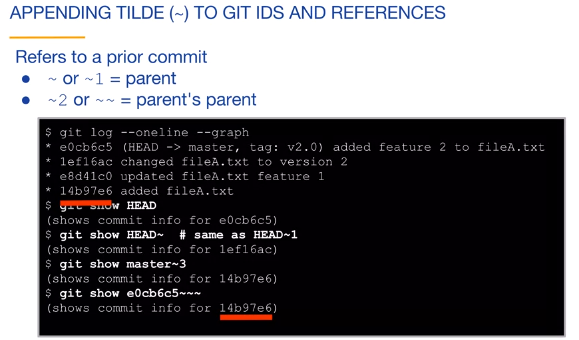 APPENDING TILDE (~) TO GIT IDS AND REFERENCES
Refers to a prior commit
● ~ or ~1 = parent
● ~2 or ~~ = parent's parent
$ git log --oneline --graph
* e0cb6c5 (HEAD -> master, tag: v2.0) added feature 2 to fileA.txt
* 1ef16ac changed fileA.txt to version 2
* e8d41c0 updated fileA.txt feature 1
* 14b97e6 added fileA.txt
$ git show HEAD
(shows commit info for e0cb6c5)
$ git show HEAD~ # same as HEAD~1
(shows commit info for 1ef16ac)
$ git show master~3
(shows commit info for 14b97e6)
$ git show e0cb6c5~~~
(shows commit info for 14b97e6)